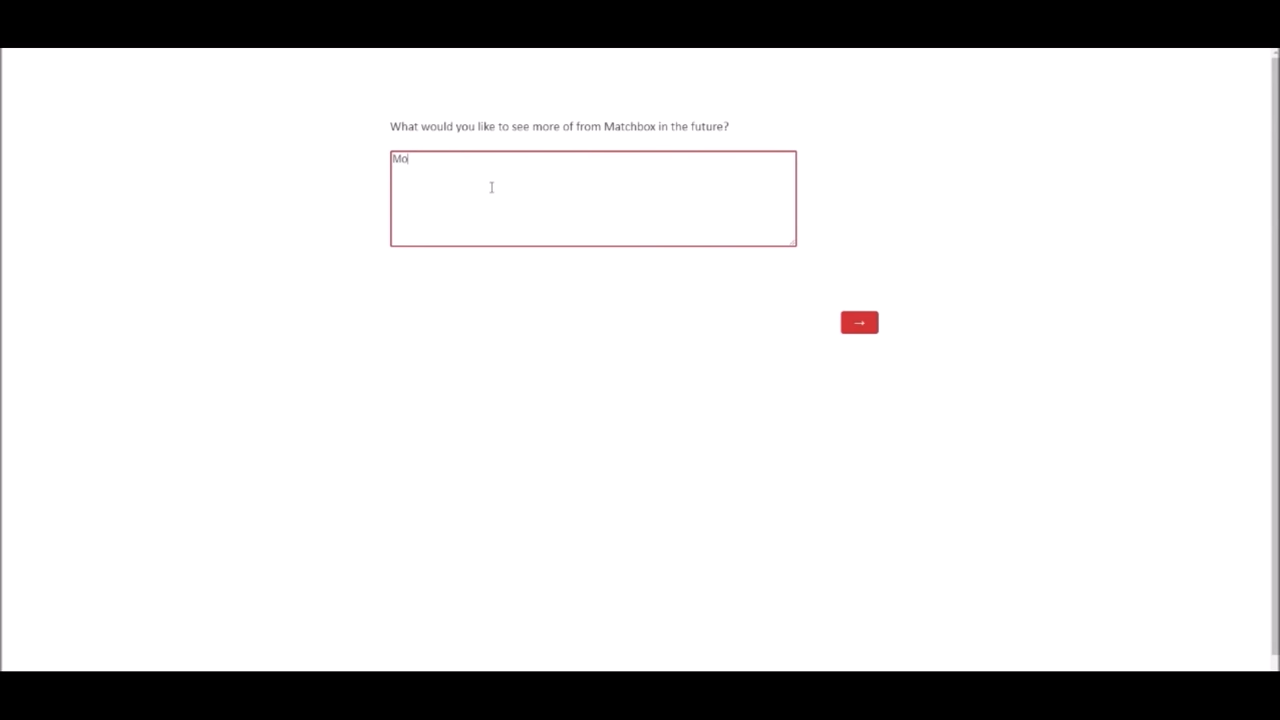 What would you like to see more of from Matchbox in the future?
Mo
→